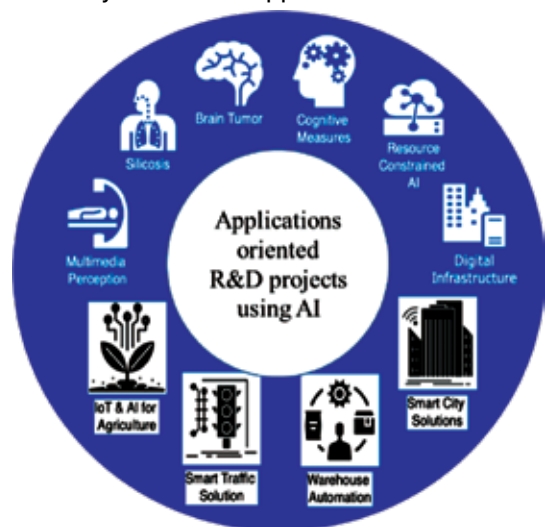 Applications
oriented
R&D projects
using AI
Brain Tumor
Cognitive
Measures
Resource
Constrained
AI
Digital
Infrastructure
Smart City
Solutions
Warehouse
Automation
Smart Traffic
Solution
IoT & AI for
Agriculture
Multimedia
Perception
Silicosis